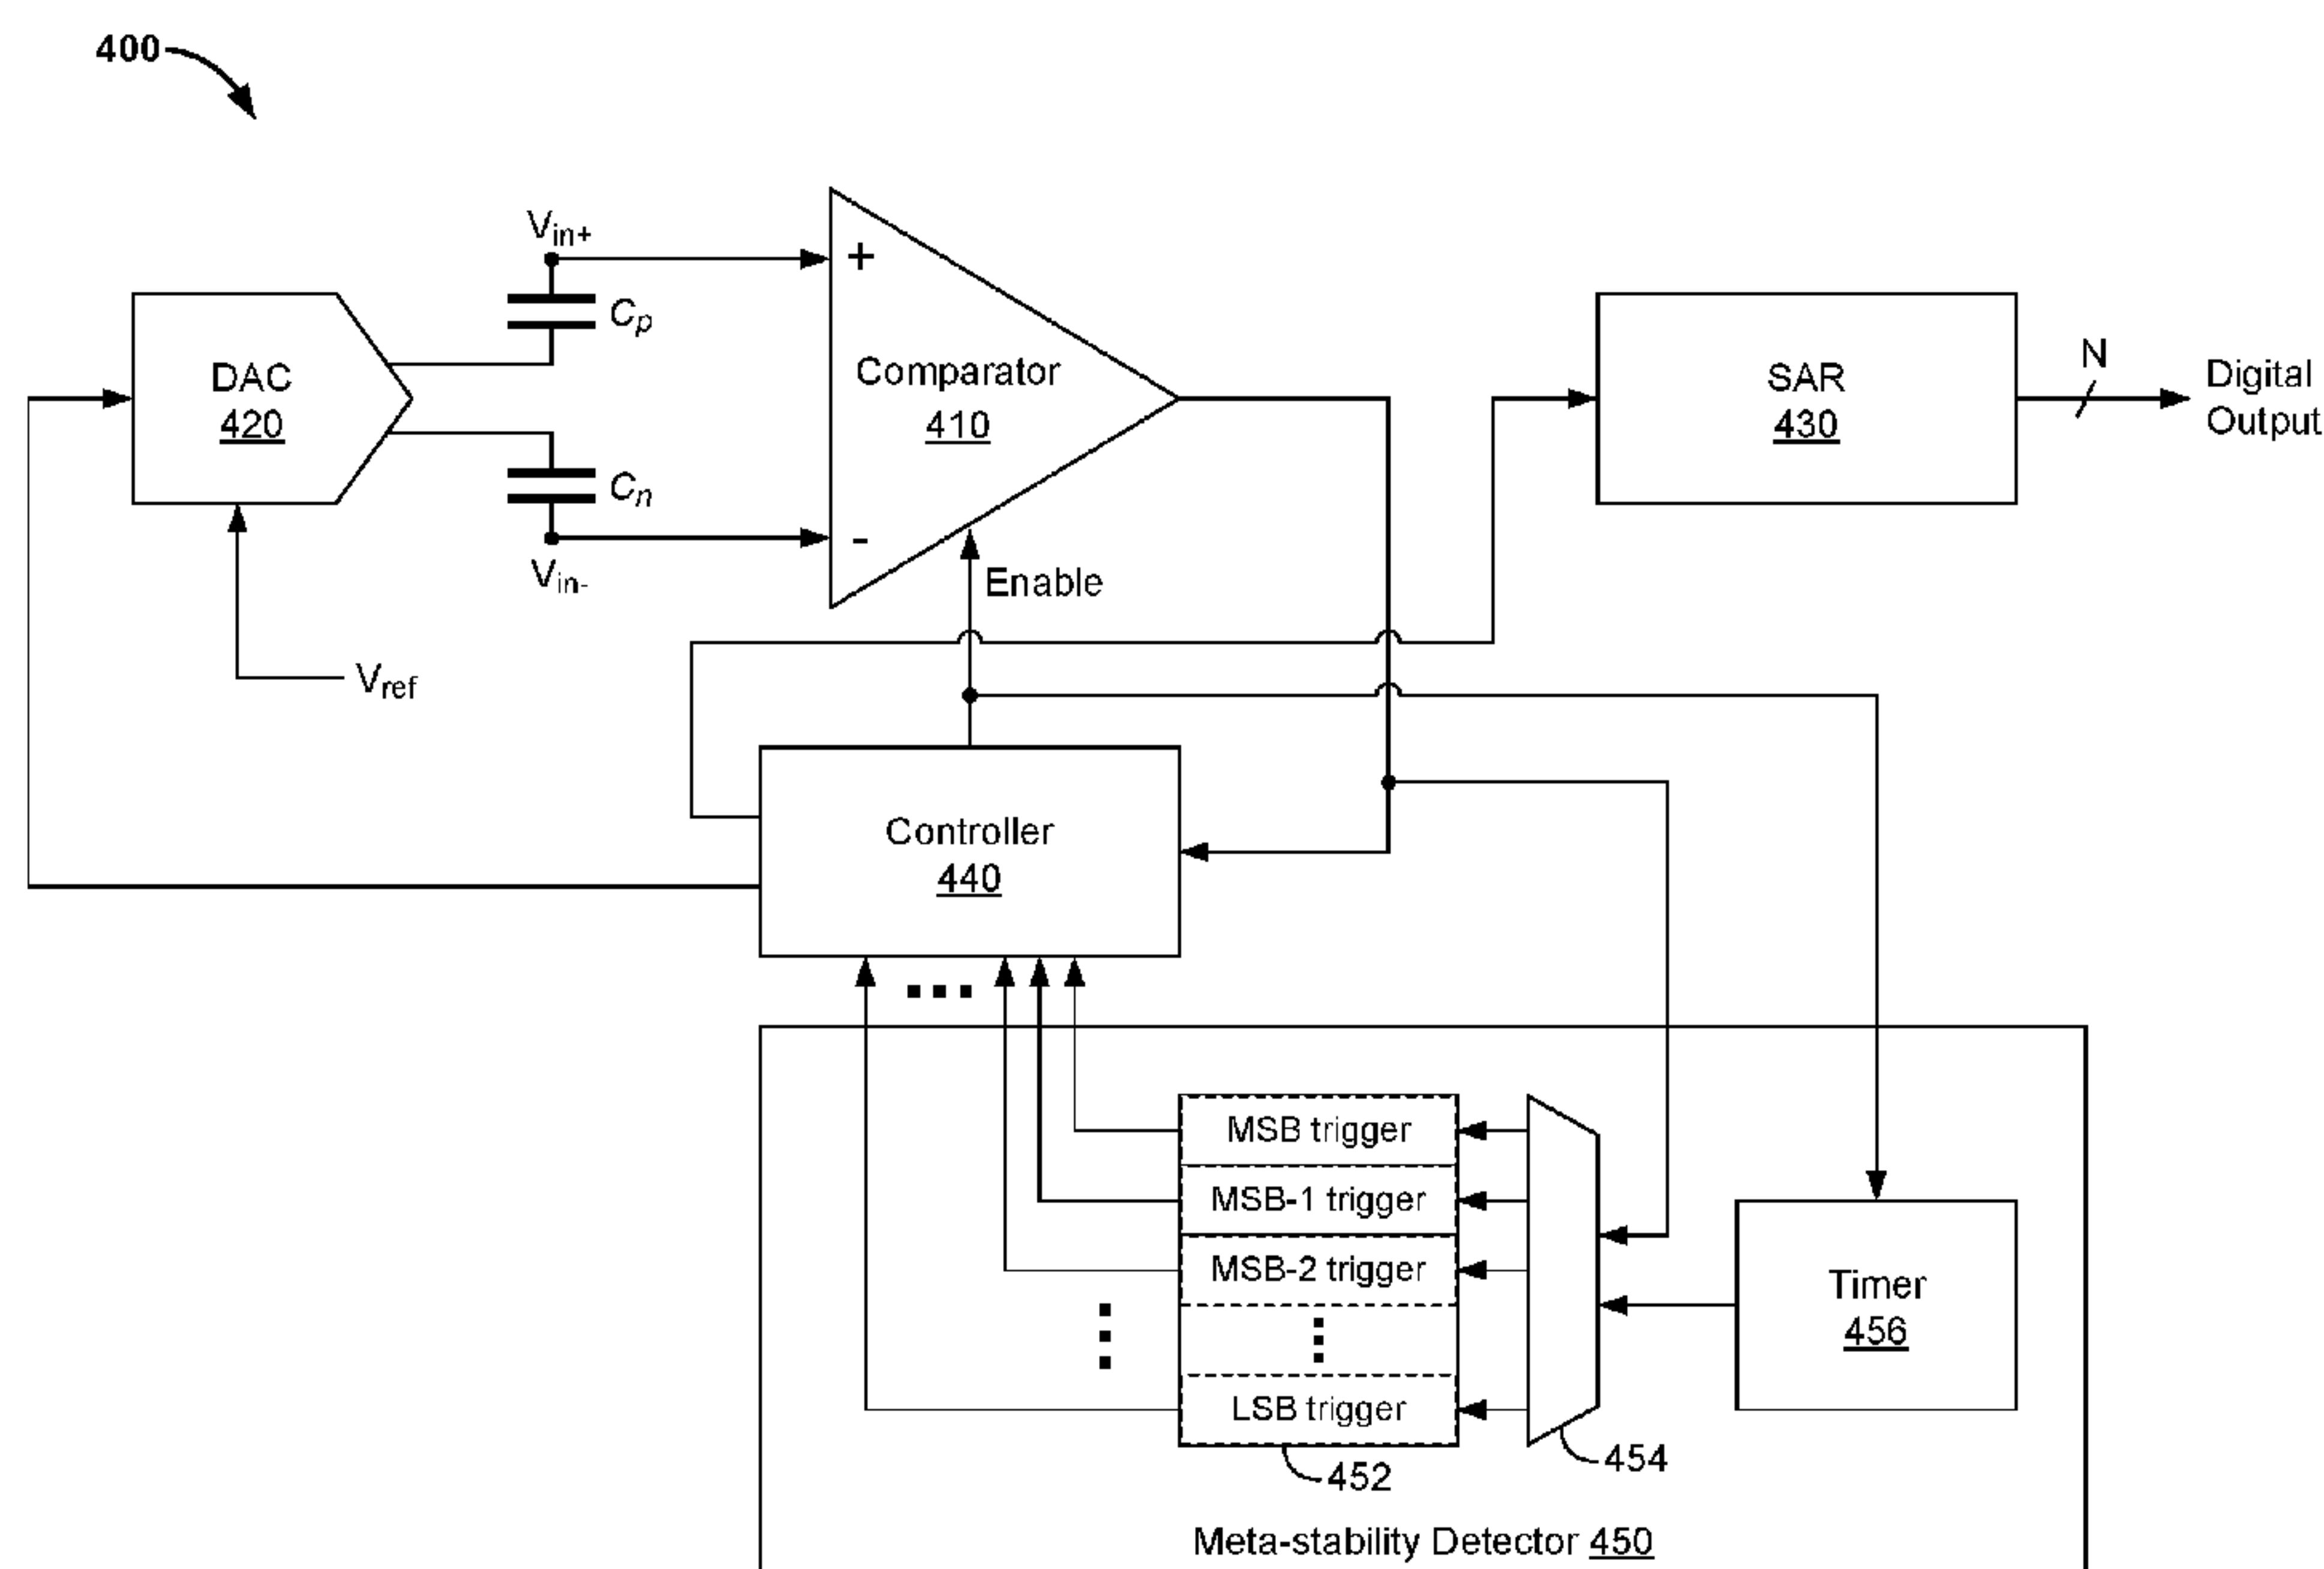 400
Vin+
Cp
+
DAC
420
Comparator
410
SAR
430
N
Digital
Output
Cn
-
Vin-
Enable
Vref
Controller
440
MSB trigger
MSB-1 trigger
MSB-2 trigger
LSB trigger
Timer
456
454
452
Meta-stability Detector 450